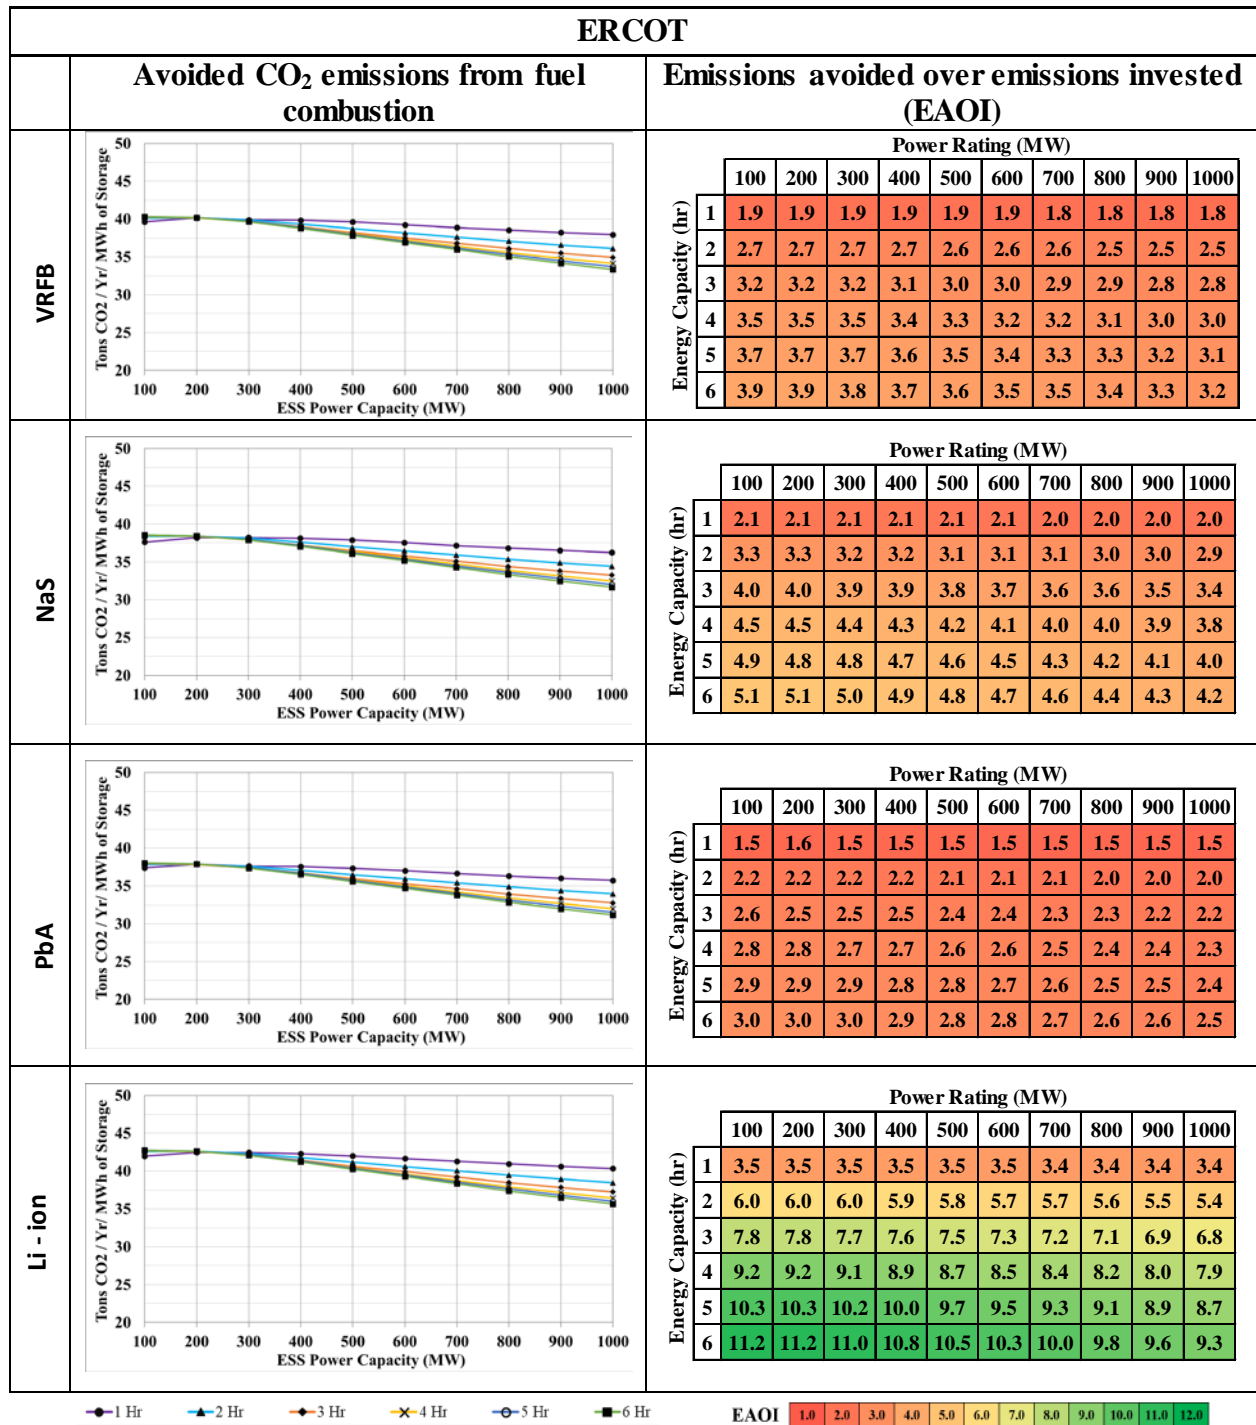 ERCOT
Avoided CO₂ emissions from fuel
combustion
Emissions avoided over emissions invested
(EAOI)
VRFB
Tons CO2 / Yr/ MWh of Storage
50
45
40
35
30
25
20
100 200 300 400 500 600 700 800 900 1000
ESS Power Capacity (MW)
Power Rating (MW)
Energy Capacity (hr)
100 200 300 400 500 600 700 800 900 1000
1 1.9 1.9 1.9 1.9 1.9 1.9 1.8 1.8 1.8 1.8
2 2.7 2.7 2.7 2.7 2.6 2.6 2.6 2.5 2.5 2.5
3 3.2 3.2 3.2 3.1 3.0 3.0 2.9 2.9 2.8 2.8
4 3.5 3.5 3.5 3.4 3.3 3.2 3.2 3.1 3.0 3.0
5 3.7 3.7 3.7 3.6 3.5 3.4 3.3 3.3 3.2 3.1
6 3.9 3.9 3.8 3.7 3.6 3.5 3.5 3.4 3.3 3.2
NaS
Tons CO2 / Yr/ MWh of Storage
50
45
40
35
30
25
20
100 200 300 400 500 600 700 800 900 1000
ESS Power Capacity (MW)
Power Rating (MW)
Energy Capacity (hr)
100 200 300 400 500 600 700 800 900 1000
1 2.1 2.1 2.1 2.1 2.1 2.1 2.0 2.0 2.0 2.0
2 3.3 3.3 3.2 3.2 3.1 3.1 3.1 3.0 3.0 2.9
3 4.0 4.0 3.9 3.9 3.8 3.7 3.6 3.6 3.5 3.4
4 4.5 4.5 4.4 4.3 4.2 4.1 4.0 4.0 3.9 3.8
5 4.9 4.8 4.8 4.7 4.6 4.5 4.3 4.2 4.1 4.0
6 5.1 5.1 5.0 4.9 4.8 4.7 4.6 4.4 4.3 4.2
PbA
Tons CO2 / Yr/ MWh of Storage
50
45
40
35
30
25
20
100 200 300 400 500 600 700 800 900 1000
ESS Power Capacity (MW)
Power Rating (MW)
Energy Capacity (hr)
100 200 300 400 500 600 700 800 900 1000
1 1.5 1.6 1.5 1.5 1.5 1.5 1.5 1.5 1.5 1.5
2 2.2 2.2 2.2 2.2 2.1 2.1 2.1 2.0 2.0 2.0
3 2.6 2.5 2.5 2.5 2.4 2.4 2.3 2.3 2.2 2.2
4 2.8 2.8 2.7 2.7 2.6 2.6 2.5 2.4 2.4 2.3
5 2.9 2.9 2.9 2.8 2.8 2.7 2.6 2.5 2.5 2.4
6 3.0 3.0 3.0 2.9 2.8 2.8 2.7 2.6 2.6 2.5
Li - ion
Tons CO2 / Yr/ MWh of Storage
50
45
40
35
30
25
20
100 200 300 400 500 600 700 800 900 1000
ESS Power Capacity (MW)
Power Rating (MW)
Energy Capacity (hr)
100 200 300 400 500 600 700 800 900 1000
1 3.5 3.5 3.5 3.5 3.5 3.5 3.4 3.4 3.4 3.4
2 6.0 6.0 6.0 5.9 5.8 5.7 5.7 5.6 5.5 5.4
3 7.8 7.8 7.7 7.6 7.5 7.3 7.2 7.1 6.9 6.8
4 9.2 9.2 9.1 8.9 8.7 8.5 8.4 8.2 8.0 7.9
5 10.3 10.3 10.2 10.0 9.7 9.5 9.3 9.1 8.9 8.7
6 11.2 11.2 11.0 10.8 10.5 10.3 10.0 9.8 9.6 9.3
1 Hr 2 Hr 3 Hr 4 Hr 5 Hr 6 Hr
EAOI 1.0 2.0 3.0 4.0 5.0 6.0 7.0 8.0 9.0 10.0 11.0 12.0